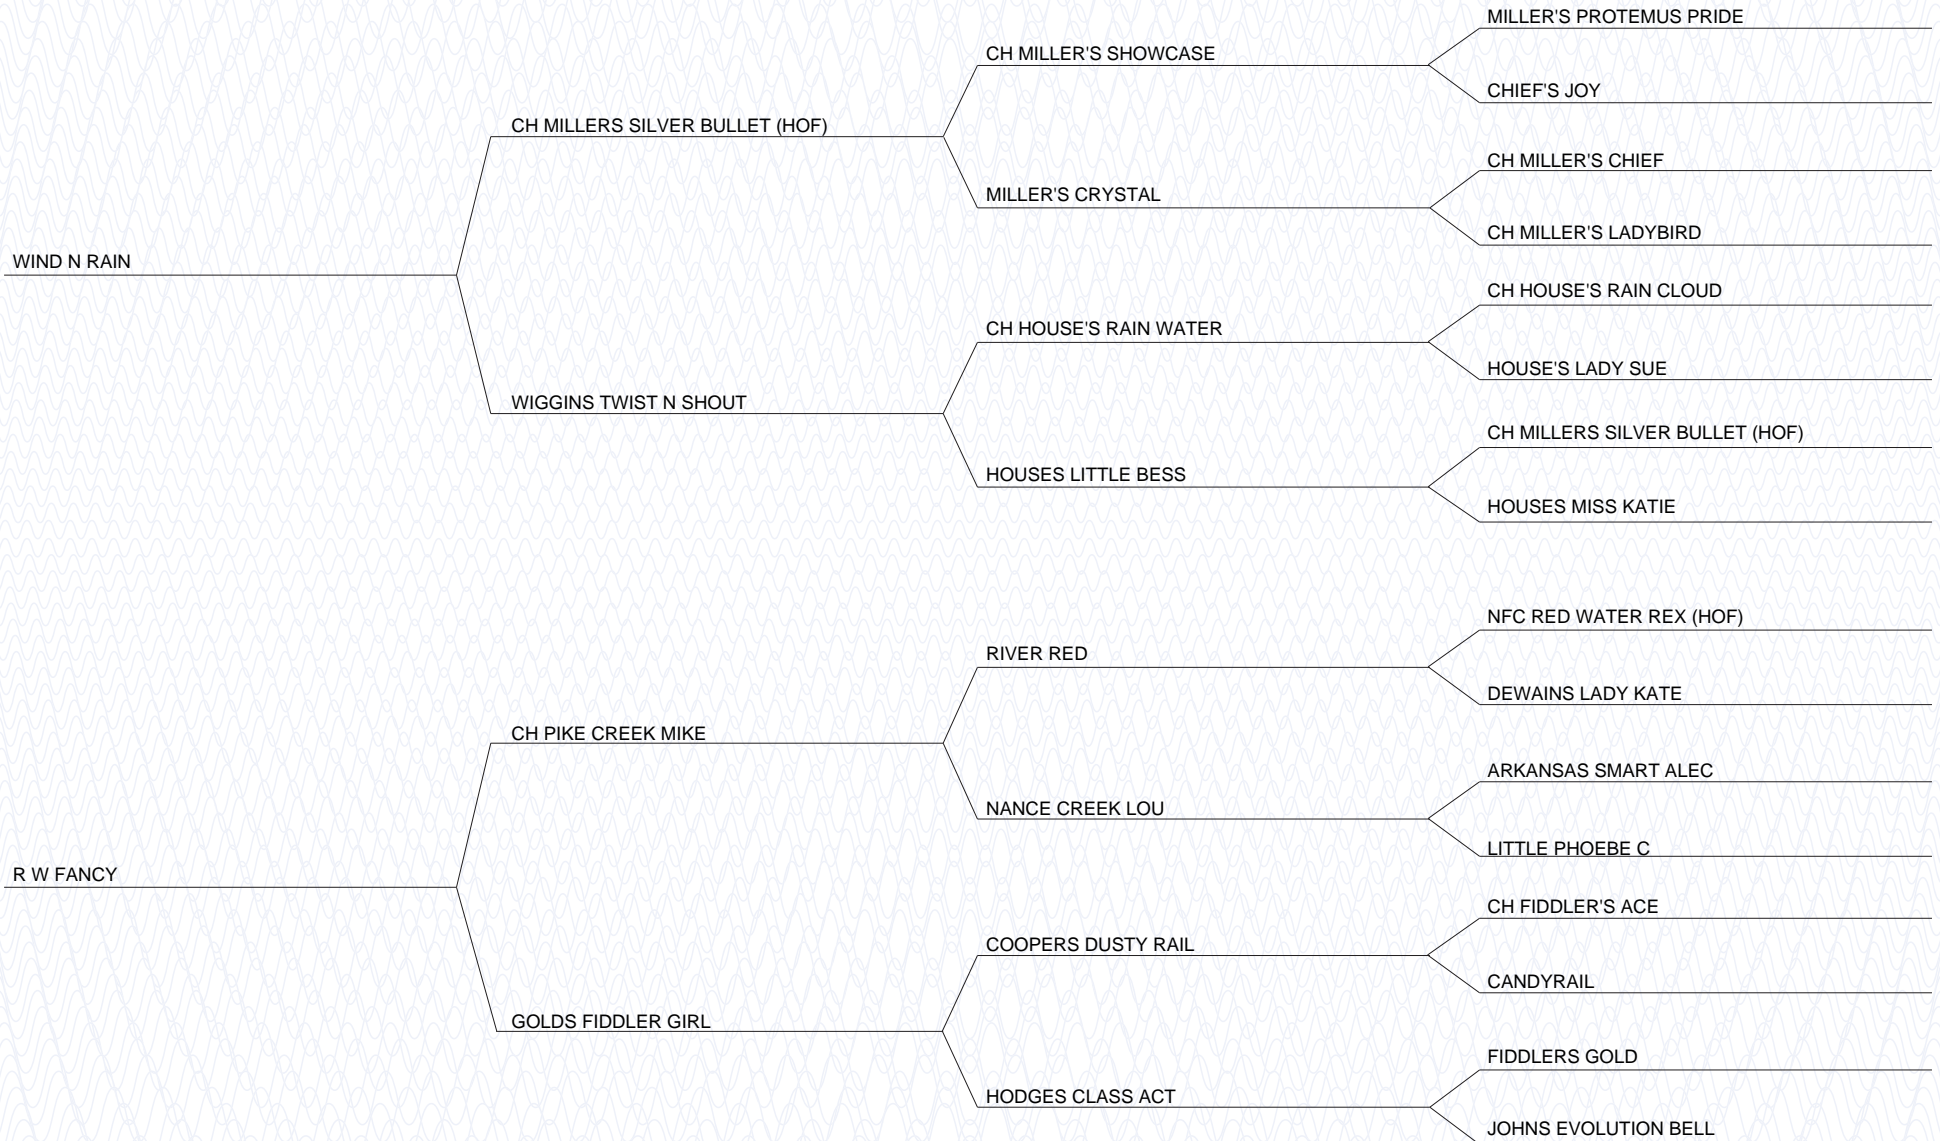 MILLER'S PROTEMUS PRIDE
CH MILLER'S SHOWCASE
CHIEF'S JOY
CH MILLERS SILVER BULLET (HOF)
CH MILLER'S CHIEF
MILLER'S CRYSTAL
CH MILLER'S LADYBIRD
WIND N RAIN
CH HOUSE'S RAIN CLOUD
CH HOUSE'S RAIN WATER
HOUSE'S LADY SUE
WIGGINS TWIST N SHOUT
CH MILLERS SILVER BULLET (HOF)
HOUSES LITTLE BESS
HOUSES MISS KATIE
NFC RED WATER REX (HOF)
RIVER RED
DEWAINS LADY KATE
CH PIKE CREEK MIKE
ARKANSAS SMART ALEC
NANCE CREEK LOU
LITTLE PHOEBE C
R W FANCY
CH FIDDLER'S ACE
COOPERS DUSTY RAIL
CANDYRAIL
GOLDS FIDDLER GIRL
FIDDLERS GOLD
HODGES CLASS ACT
JOHNS EVOLUTION BELL